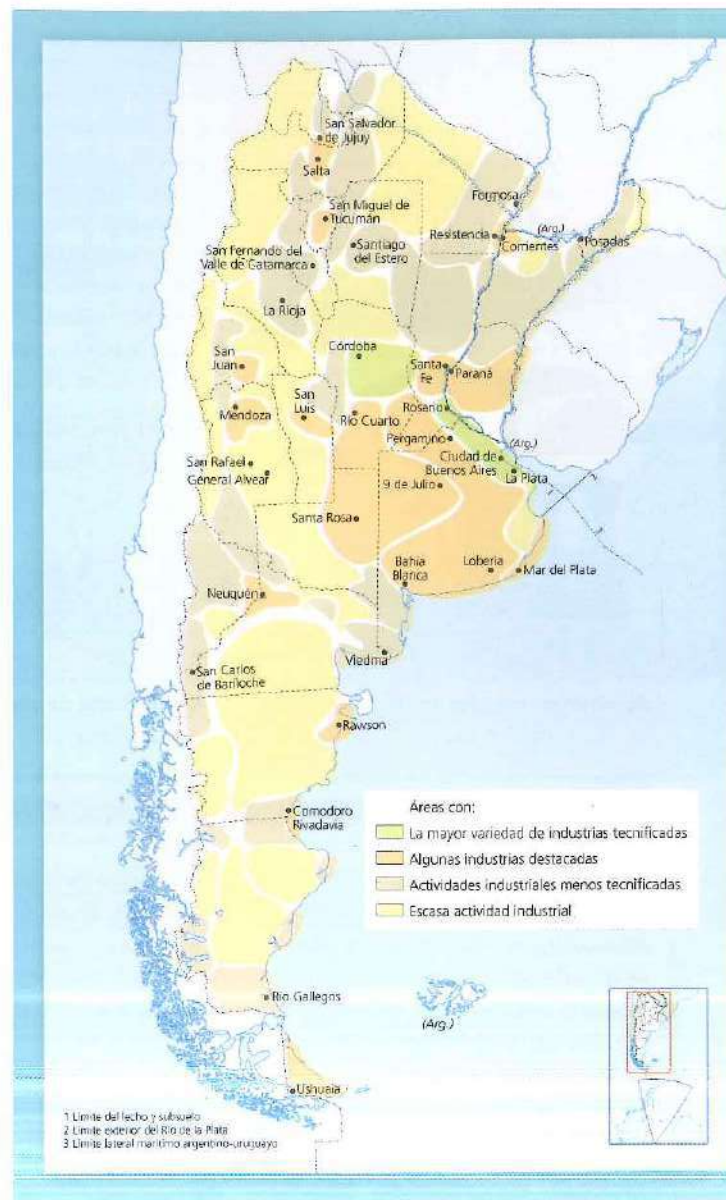 San Salvador
de Jujuy
Salta
Formosa
San Miguel de
Tucumán
(Arg.)
Resistencia
Corrientes
Posadas
San Fernando del
Valle de Catamarca
Santiago
del Estero
La Rioja
Córdoba
San
Juan
Santa
Fe
Paraná
San
Luis
Mendoza
Río Cuarto
Rosario
Pergamino
(Arg.)
San Rafael
General Alvear
Ciudad de
Buenos Aires
La Plata
9 de Julio
Santa Rosa
Bahía
Blanca
Lobería
Mar del Plata
Neuquén
Viedma
San Carlos
de Bariloche
Rawson
Comodoro
Rivadavia
Áreas con:
La mayor variedad de industrias tecnificadas
Algunas industrias destacadas
Actividades industriales menos tecnificadas
Escasa actividad industrial
Río Gallegos
(Arg.)
Ushuaia
1 Límite del lecho y subsuelo
2 Límite exterior del Río de la Plata
3 Límite lateral marítimo argentino-uruguayo